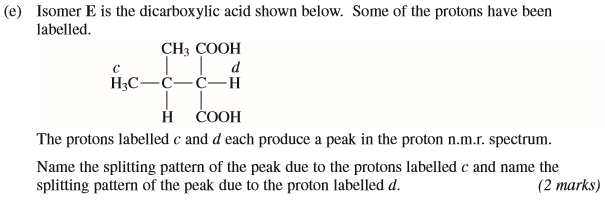 (e) Isomer E is the dicarboxylic acid shown below. Some of the protons have been
labelled.
CH₃ COOH
c d
H₃C—C—C—H
H COOH
The protons labelled c and d each produce a peak in the proton n.m.r. spectrum.
Name the splitting pattern of the peak due to the protons labelled c and name the
splitting pattern of the peak due to the proton labelled d. (2 marks)